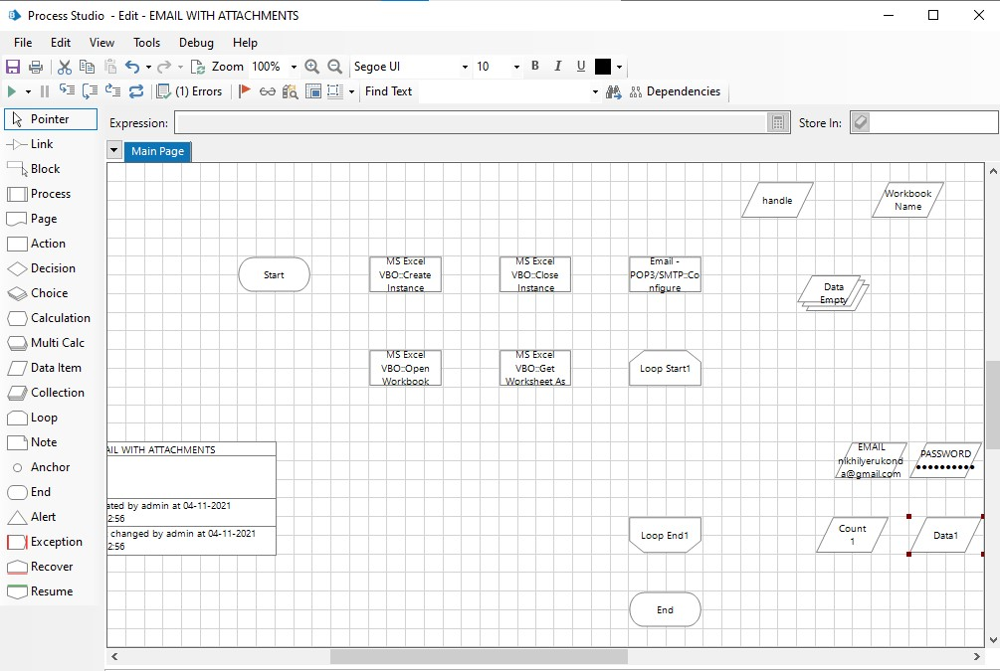 Process Studio - Edit - EMAIL WITH ATTACHMENTS
File Edit View Tools Debug Help
Zoom 100% Segoe UI 10 B I U
(1) Errors Find Text Dependencies
Pointer
Link
Block
Process
Page
Action
Decision
Choice
Calculation
Multi Calc
Data Item
Collection
Loop
Note
Anchor
End
Alert
Exception
Recover
Resume
Expression: Store In:
Main Page
handle
Workbook
Name
Start
MS Excel
VBO::Create
Instance
MS Excel
VBO::Close
Instance
Email -
POP3/SMTP::Co
nfigure
Data
Empty
MS Excel
VBO::Open
Workbook
MS Excel
VBO::Get
Worksheet As
Loop Start1
AIL WITH ATTACHMENTS
ated by admin at 04-11-2021
2:56
changed by admin at 04-11-2021
2:56
EMAIL
nikhilyerukond
a@gmail.com
PASSWORD
••••••••••
Loop End1
Count
1
Data1
End